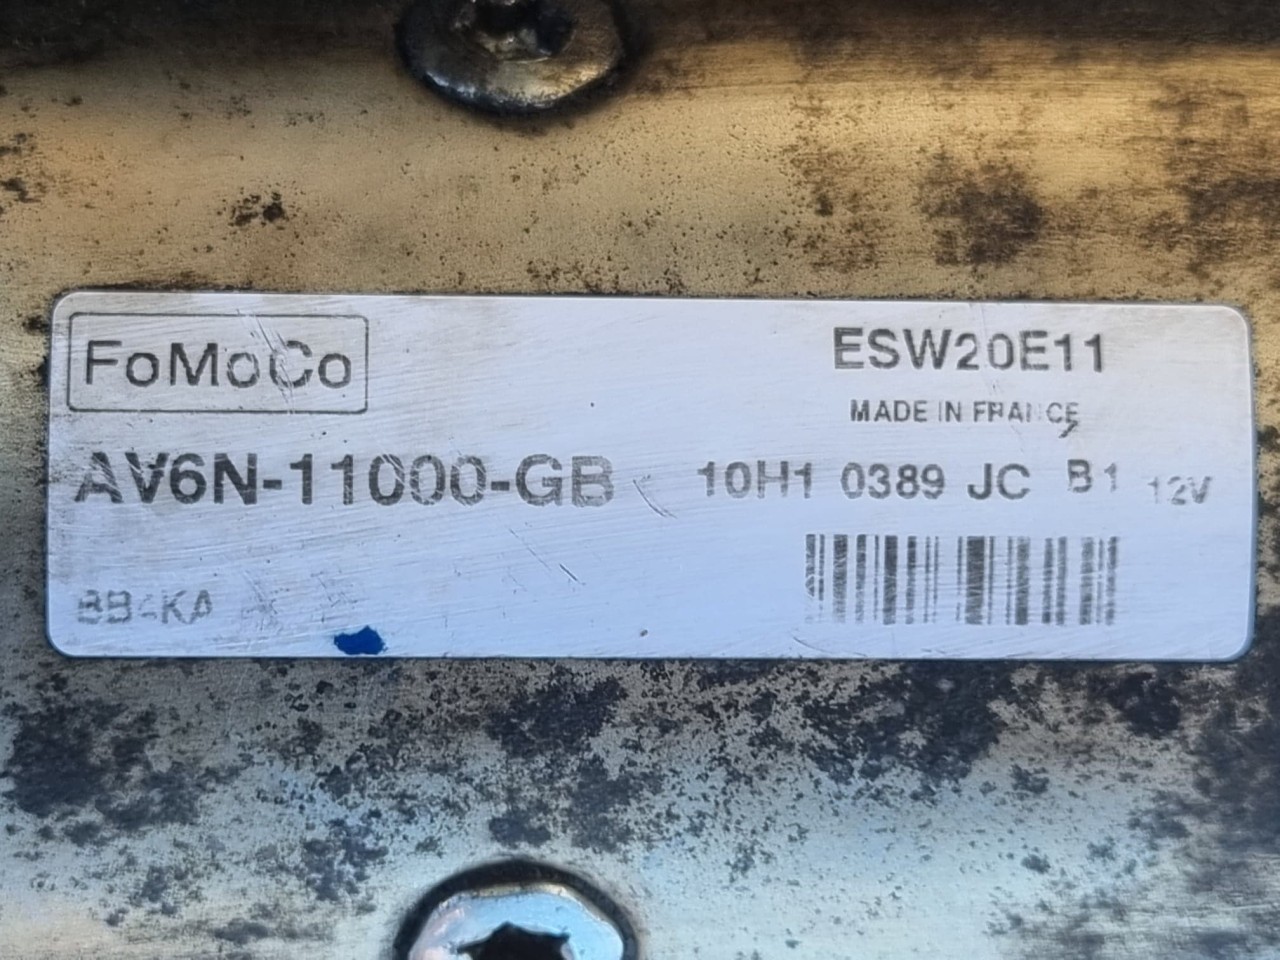 FoMoCo
ESW20E11
MADE IN FRANCE
AV6N-11000-GB 10H1 0389 JC B1 12V